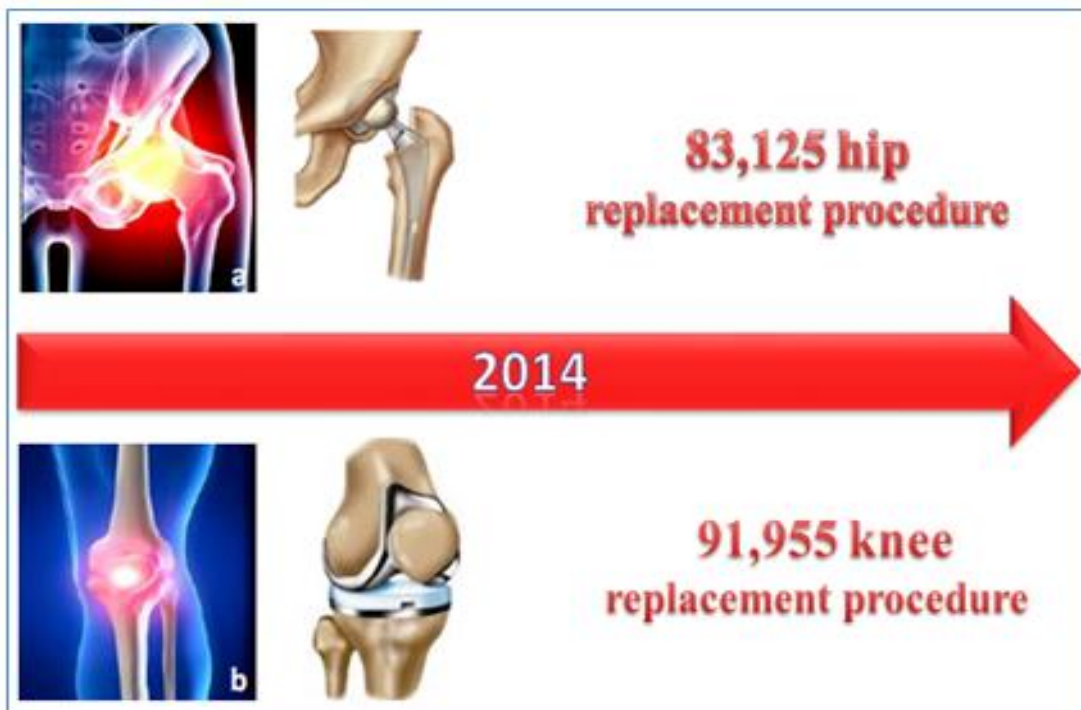 a
83,125 hip
replacement procedure
2014
b
91,955 knee
replacement procedure